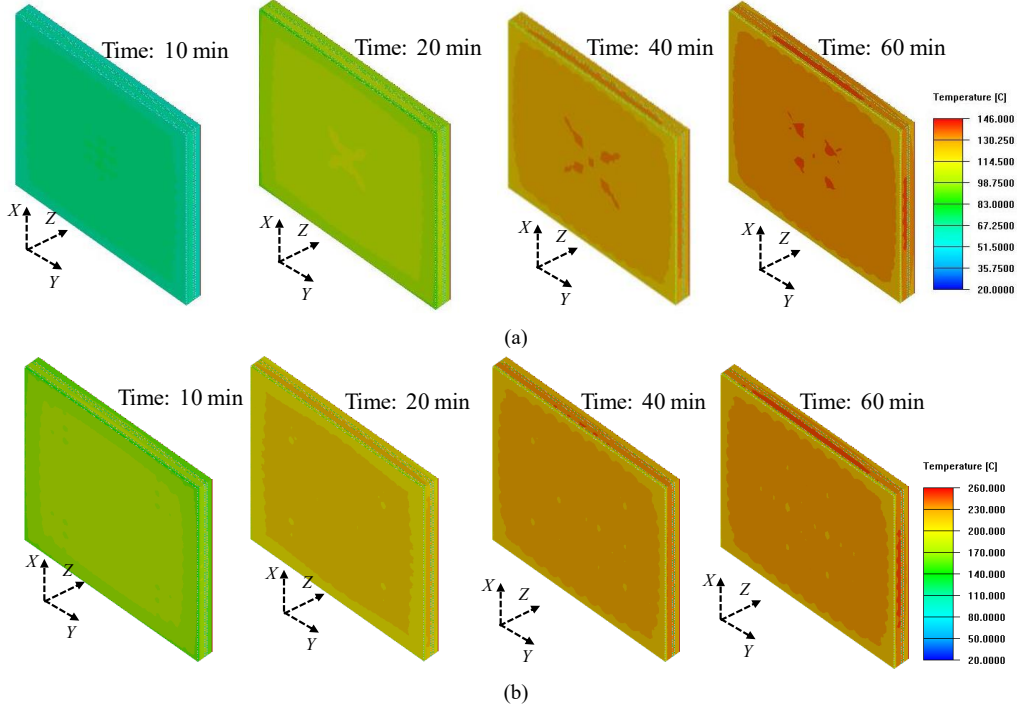 Time: 10 min
Time: 20 min
Time: 40 min
Time: 60 min
Temperature [C]
146.000
130.250
114.500
98.7500
83.0000
67.2500
51.5000
35.7500
20.0000
X
Z
Y
X
Z
Y
X
Z
Y
X
Z
Y
(a)
Time: 10 min
Time: 20 min
Time: 40 min
Time: 60 min
Temperature [C]
260.000
230.000
200.000
170.000
140.000
110.000
80.0000
50.0000
20.0000
X
Z
Y
X
Z
Y
X
Z
Y
X
Z
Y
(b)